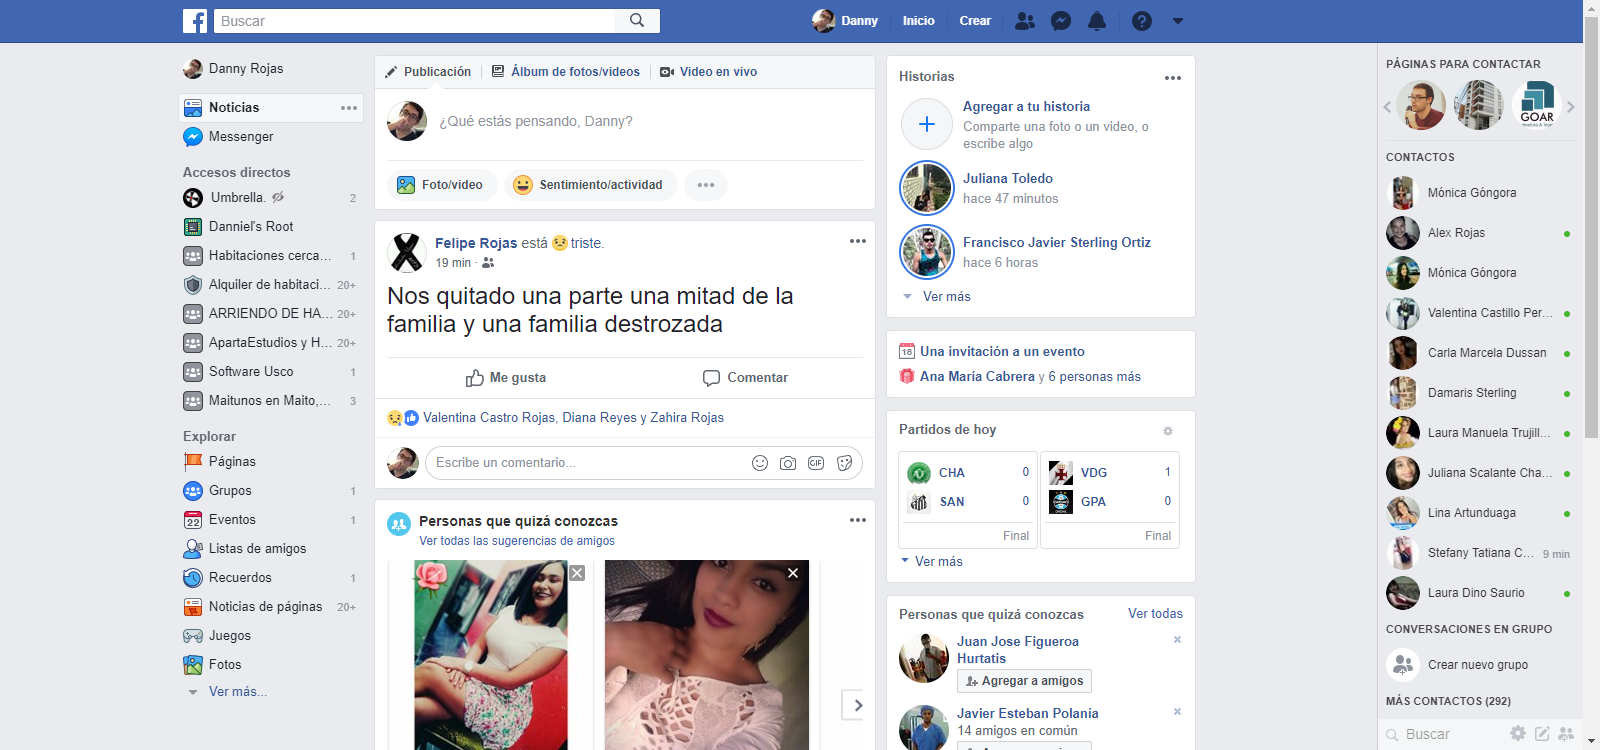 Buscar
Danny
Inicio
Crear
Danny Rojas
Noticias
Messenger
Accesos directos
Umbrella. 2
Danniel's Root
Habitaciones cerca... 1
Alquiler de habitaci... 20+
ARRIENDO DE HA... 20+
ApartaEstudios y H... 20+
Software Usco 1
Maitunos en Maito,... 3
Explorar
Páginas
Grupos 1
Eventos 1
Listas de amigos
Recuerdos 1
Noticias de páginas 20+
Juegos
Fotos
Ver más...
Publicación
Álbum de fotos/videos
Video en vivo
¿Qué estás pensando, Danny?
Foto/video
Sentimiento/actividad
Felipe Rojas está triste.
19 min ·
Nos quitado una parte una mitad de la
familia y una familia destrozada
Me gusta
Comentar
Valentina Castro Rojas, Diana Reyes y Zahira Rojas
Escribe un comentario...
GIF
Personas que quizá conozcas
Ver todas las sugerencias de amigos
Historias
Agregar a tu historia
Comparte una foto o un video, o
escribe algo
Juliana Toledo
hace 47 minutos
Francisco Javier Sterling Ortiz
hace 6 horas
Ver más
18 Una invitación a un evento
Ana María Cabrera y 6 personas más
Partidos de hoy
CHA 0
SAN 0
Final
VDG 1
GPA 0
Final
Ver más
Personas que quizá conozcas Ver todas
Juan Jose Figueroa
Hurtatis
Agregar a amigos
Javier Esteban Polanía
14 amigos en común
PÁGINAS PARA CONTACTAR
GOAR
CONTACTOS
Mónica Góngora
Alex Rojas
Mónica Góngora
Valentina Castillo Per...
Carla Marcela Dussan
Damaris Sterling
Laura Manuela Trujill...
Juliana Scalante Cha...
Lina Artunduaga
Stefany Tatiana C... 9 min
Laura Dino Saurio
CONVERSACIONES EN GRUPO
Crear nuevo grupo
MÁS CONTACTOS (292)
Buscar